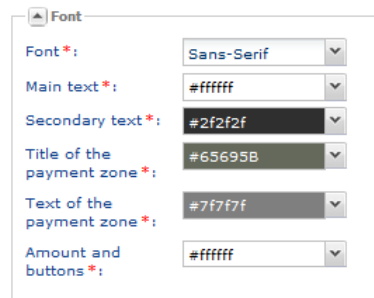 Font
Font*: Sans-Serif
Main text*: #ffffff
Secondary text*: #2f2f2f
Title of the
payment zone*: #65695B
Text of the
payment zone*: #7f7f7f
Amount and
buttons*: #ffffff